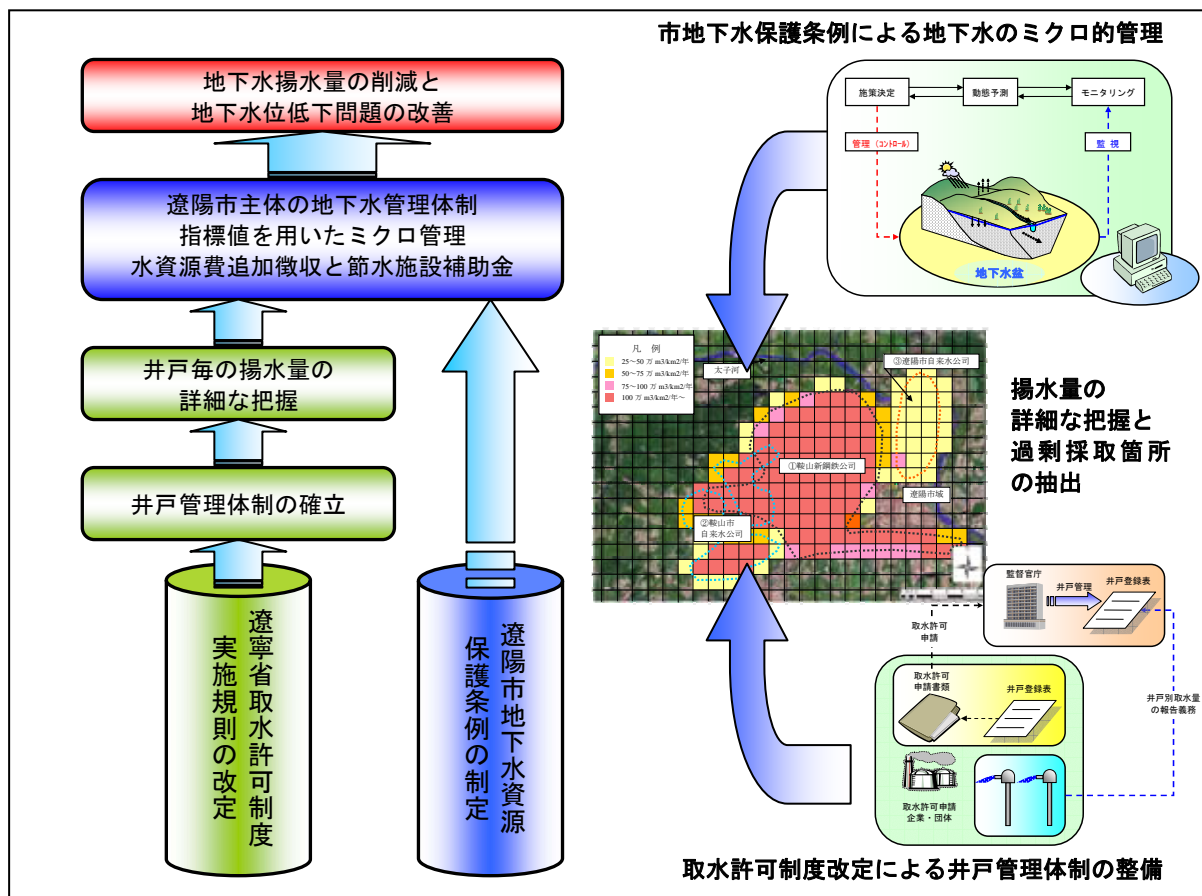 地下水揚水量の削減と
地下水位低下問題の改善
遼陽市主体の地下水管理体制
指標値を用いたミクロ管理
水資源費追加徴収と節水施設補助金
井戸毎の揚水量の
詳細な把握
井戸管理体制の確立
遼寧省取水許可制度
実施規則の改定
遼陽市地下水資源
保護条例の制定
市地下水保護条例による地下水のミクロ的管理
施策決定
動態予測
モニタリング
管理（ｺﾝﾄﾛｰﾙ）
監 視
地下水盆
凡 例
25～50 万 m3/km2/年
50～75 万 m3/km2/年
75～100 万 m3/km2/年
100 万 m3/km2/年～
太子河
③遼陽市自来水公司
①鞍山新鋼鉄公司
②鞍山市
自来水公司
遼陽市域
揚水量の
詳細な把握と
過剰採取箇所
の抽出
監督官庁
井戸管理
井戸登録表
取水許可
申請
取水許可
申請書類
井戸登録表
井戸別取水量
の報告義務
取水許可申請
企業・団体
取水許可制度改定による井戸管理体制の整備